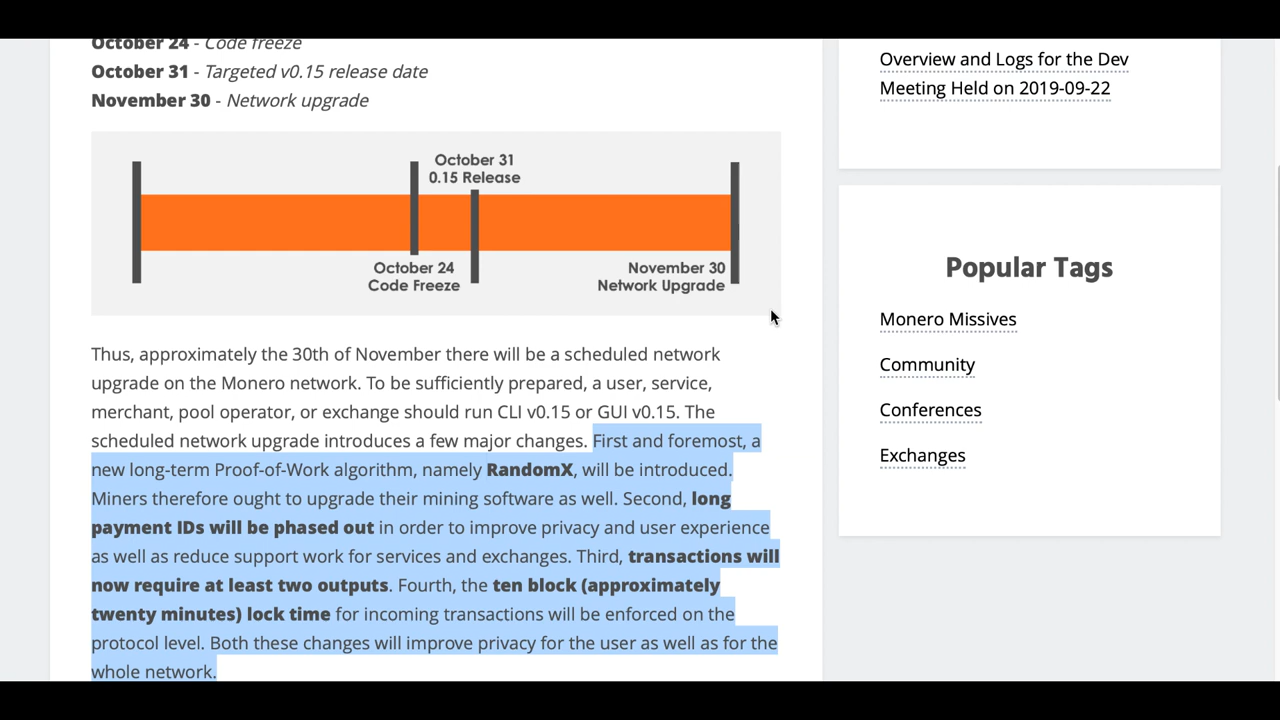 October 24 - Code freeze
October 31 - Targeted v0.15 release date
November 30 - Network upgrade
October 31
0.15 Release
October 24
Code Freeze
November 30
Network Upgrade
Thus, approximately the 30th of November there will be a scheduled network
upgrade on the Monero network. To be sufficiently prepared, a user, service,
merchant, pool operator, or exchange should run CLI v0.15 or GUI v0.15. The
scheduled network upgrade introduces a few major changes. First and foremost, a
new long-term Proof-of-Work algorithm, namely RandomX, will be introduced.
Miners therefore ought to upgrade their mining software as well. Second, long
payment IDs will be phased out in order to improve privacy and user experience
as well as reduce support work for services and exchanges. Third, transactions will
now require at least two outputs. Fourth, the ten block (approximately
twenty minutes) lock time for incoming transactions will be enforced on the
protocol level. Both these changes will improve privacy for the user as well as for the
whole network.
Overview and Logs for the Dev
Meeting Held on 2019-09-22
Popular Tags
Monero Missives
Community
Conferences
Exchanges